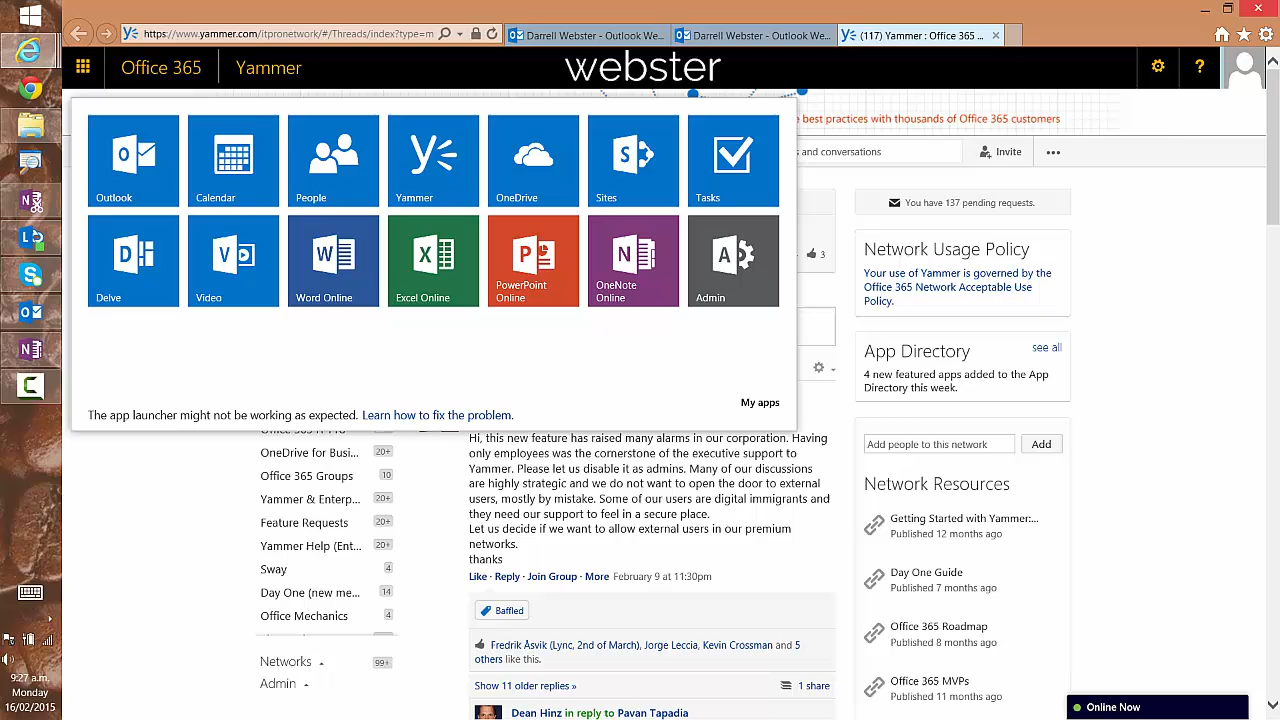 https://www.yammer.com/itpronetwork/#/Threads/index?type=m
Darrell Webster - Outlook We...
Darrell Webster - Outlook We...
(117) Yammer : Office 365 ...
Office 365
Yammer
webster
?
e best practices with thousands of Office 365 customers
s and conversations
Invite
Outlook
Calendar
People
Yammer
OneDrive
Sites
Tasks
Delve
Video
Word Online
Excel Online
PowerPoint
Online
OneNote
Online
Admin
My apps
The app launcher might not be working as expected. Learn how to fix the problem.
3
You have 137 pending requests.
Network Usage Policy
Your use of Yammer is governed by the
Office 365 Network Acceptable Use
Policy.
App Directory
see all
4 new featured apps added to the App
Directory this week.
Add people to this network
Add
Network Resources
Getting Started with Yammer:...
Published 12 months ago
Day One Guide
Published 7 months ago
Office 365 Roadmap
Published 8 months ago
Office 365 MVPs
Published 11 months ago
OneDrive for Busi...
20+
Office 365 Groups
10
Yammer & Enterp...
20+
Feature Requests
20+
Yammer Help (Ent...
20+
Sway
4
Day One (new me...
14
Office Mechanics
4
Networks
99+
Admin
Hi, this new feature has raised many alarms in our corporation. Having
only employees was the cornerstone of the executive support to
Yammer. Please let us disable it as admins. Many of our discussions
are highly strategic and we do not want to open the door to external
users, mostly by mistake. Some of our users are digital immigrants and
they need our support to feel in a secure place.
Let us decide if we want to allow external users in our premium
networks.
thanks
Like · Reply · Join Group · More February 9 at 11:30pm
Baffled
Fredrik Åsvik (Lync, 2nd of March), Jorge Leccia, Kevin Crossman and 5
others like this.
Show 11 older replies »
1 share
Dean Hinz in reply to Pavan Tapadia
Online Now
9:27 a.m.
Monday
16/02/2015